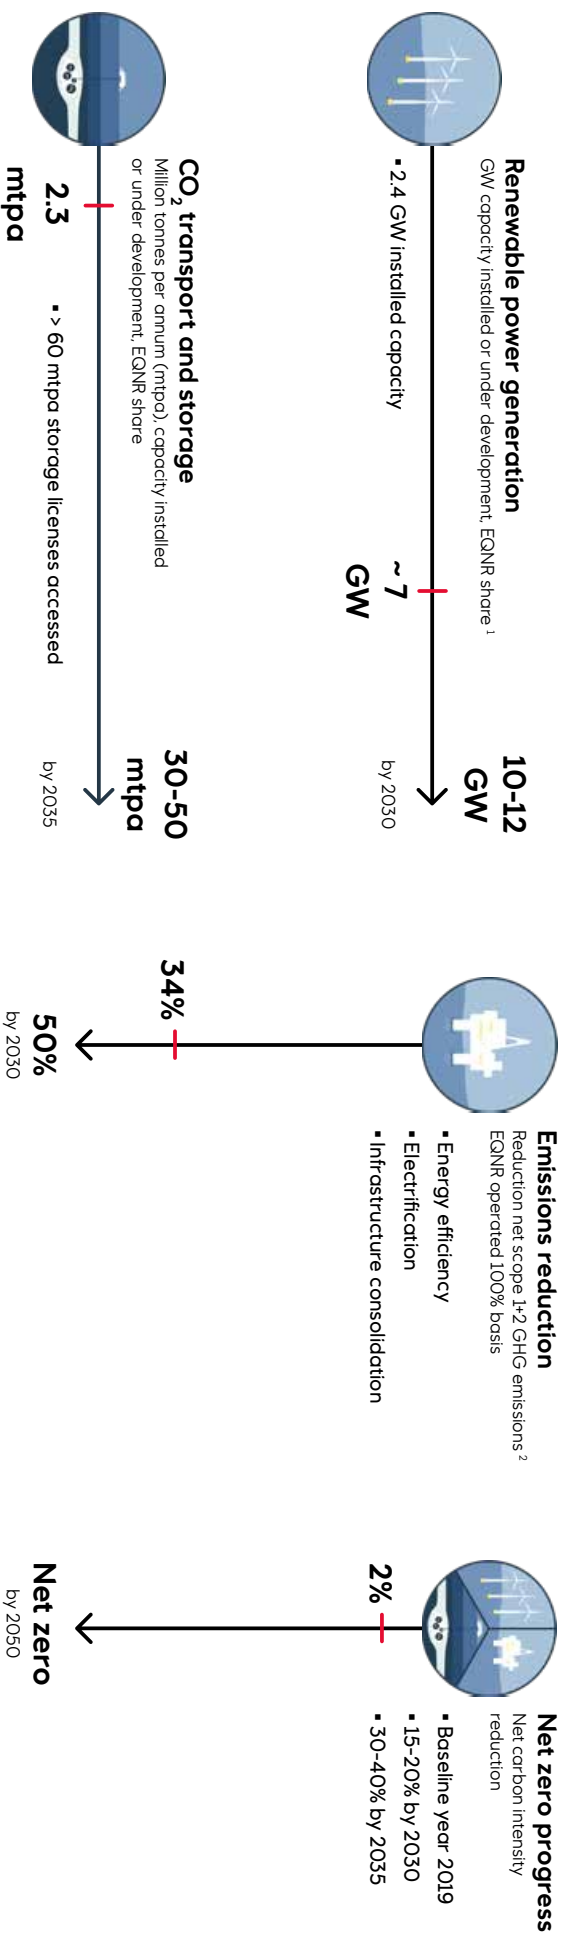 Renewable power generation
GW capacity installed or under development, EQNR share 1
10-12
GW
▪ 2.4 GW installed capacity
~ 7
GW
by 2030
CO2 transport and storage
Million tonnes per annum (mtpa), capacity installed
or under development, EQNR share
30-50
mtpa
2.3
mtpa
▪ > 60 mtpa storage licenses accessed
by 2035
Emissions reduction
Reduction net scope 1+2 GHG emissions 2
EQNR operated 100% basis
▪ Energy efficiency
▪ Electrification
▪ Infrastructure consolidation
34%
50%
by 2030
Net zero progress
Net carbon intensity
reduction
▪ Baseline year 2019
▪ 15-20% by 2030
▪ 30-40% by 2035
2%
Net zero
by 2050